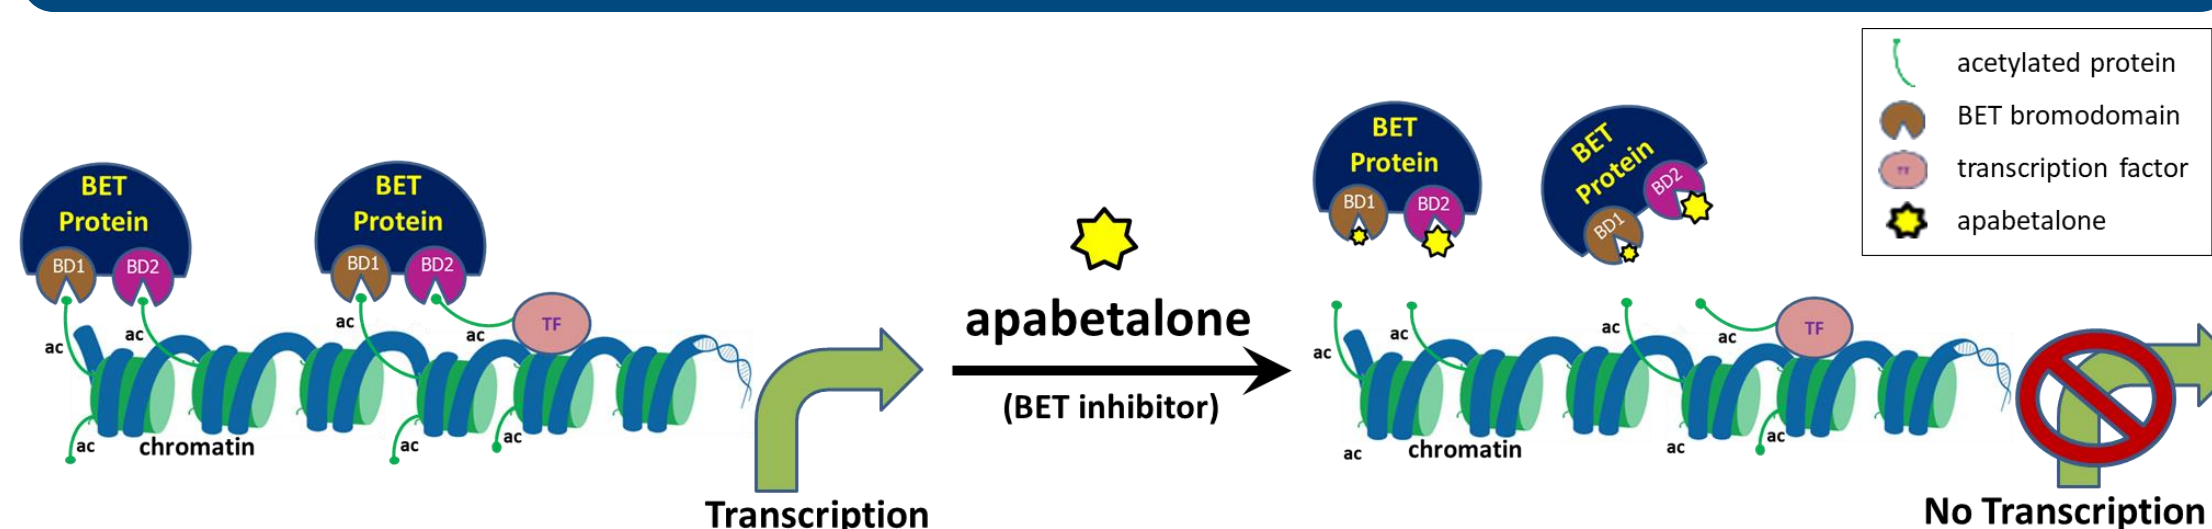 acetylated protein
BET bromodomain
transcription factor
TF
apabetalone
BET
Protein
BD1
BD2
BET
Protein
BD1
BD2
TF
ac
ac
ac
ac
ac
ac
ac
chromatin
Transcription
apabetalone
(BET inhibitor)
BET
Protein
BD1
BD2
BET
Protein
BD1
BD2
TF
ac
ac
ac
ac
ac
ac
ac
chromatin
No Transcription